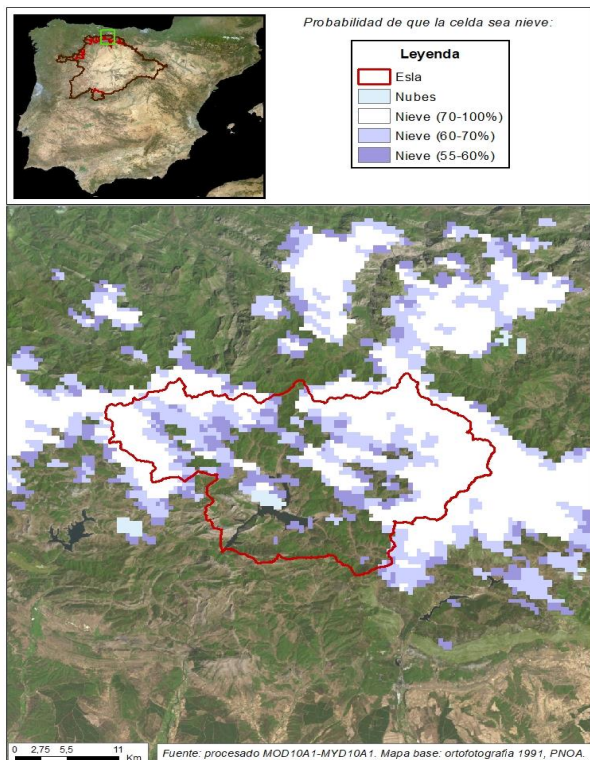 Probabilidad de que la celda sea nieve:
Leyenda
Esla
Nubes
Nieve (70-100%)
Nieve (60-70%)
Nieve (55-60%)
0 2,75 5,5 11
Km
Fuente: procesado MOD10A1-MYD10A1. Mapa base: ortofotografia 1991, PNOA.